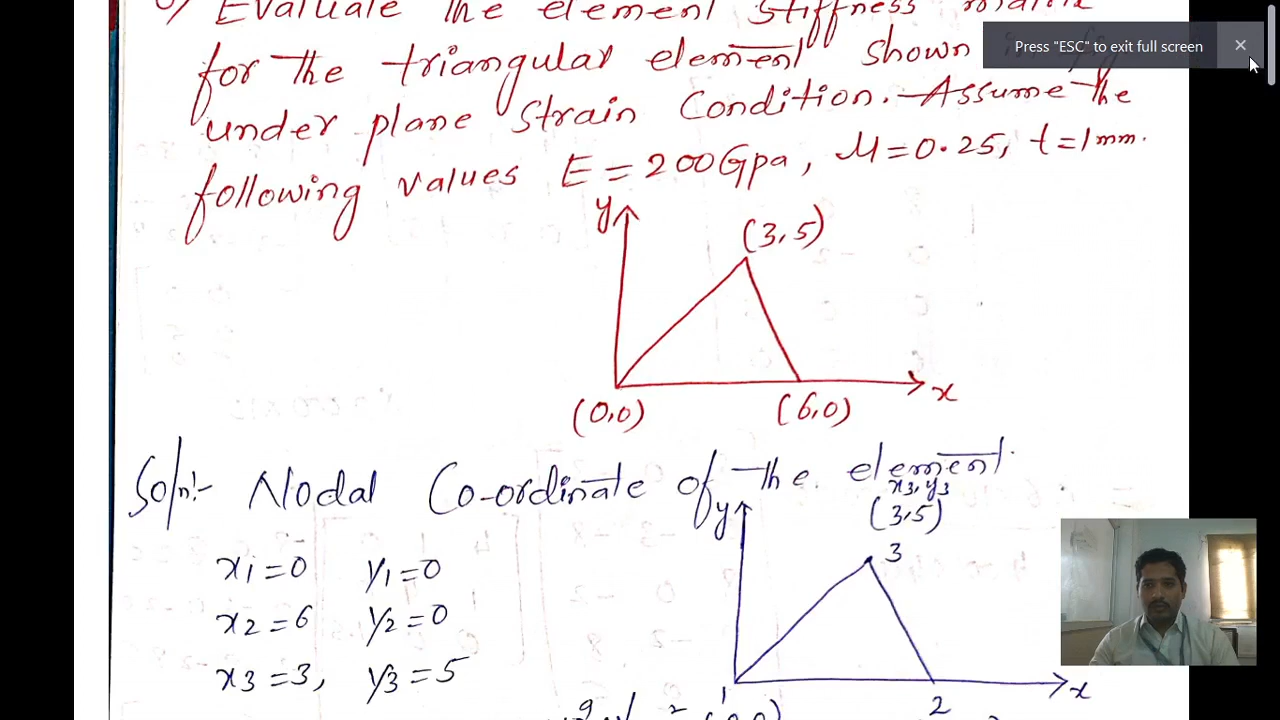 Evaluate the element stiffness matrix
for the triangular element shown
under plane strain Condition. Assume the
following values E = 200Gpa, μ=0.25, t=1mm.
Press "ESC" to exit full screen
y
(3,5)
(0,0)
(6,0)
x
Soln:- Nodal Co-ordinate of the element.
x3,y3
y
(3,5)
3
x1=0 y1=0
x2=6 y2=0
x3=3, y3=5
1
2
x